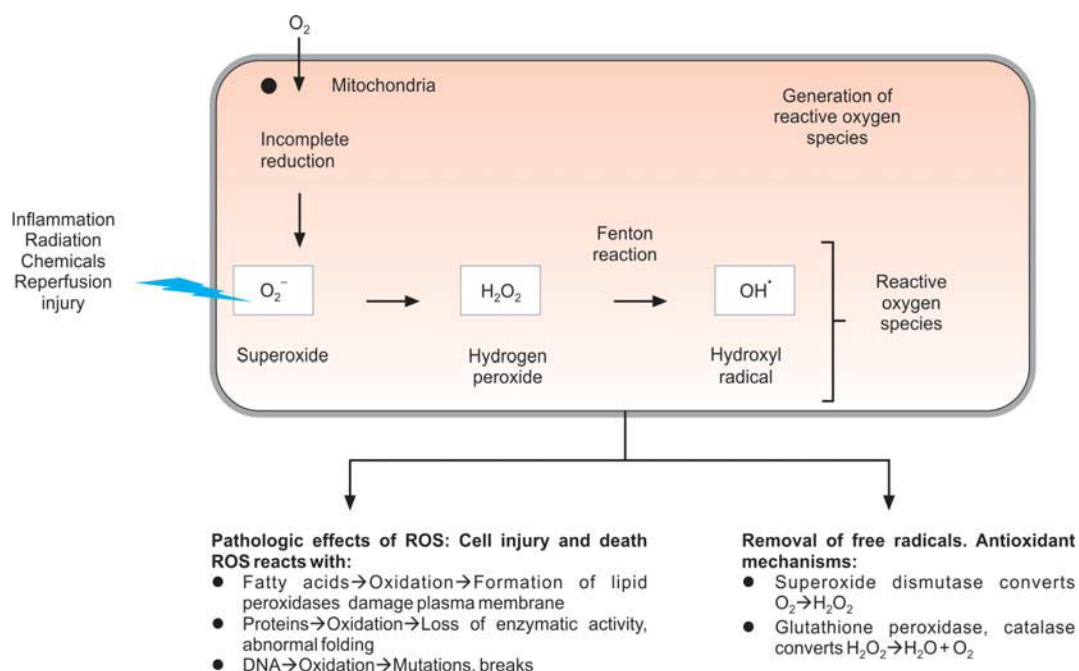 O₂
Mitochondria
Generation of
reactive oxygen
species
Incomplete
reduction
Inflammation
Radiation
Chemicals
Reperfusion
injury
Fenton
reaction
O₂⁻
H₂O₂
OH•
Reactive
oxygen
species
Superoxide
Hydrogen
peroxide
Hydroxyl
radical
Pathologic effects of ROS: Cell injury and death
ROS reacts with:
● Fatty acids→Oxidation→Formation of lipid
peroxidases damage plasma membrane
● Proteins→Oxidation→Loss of enzymatic activity,
abnormal folding
● DNA→Oxidation→Mutations, breaks
Removal of free radicals. Antioxidant
mechanisms:
● Superoxide dismutase converts
O₂→H₂O₂
● Glutathione peroxidase, catalase
converts H₂O₂→H₂O + O₂